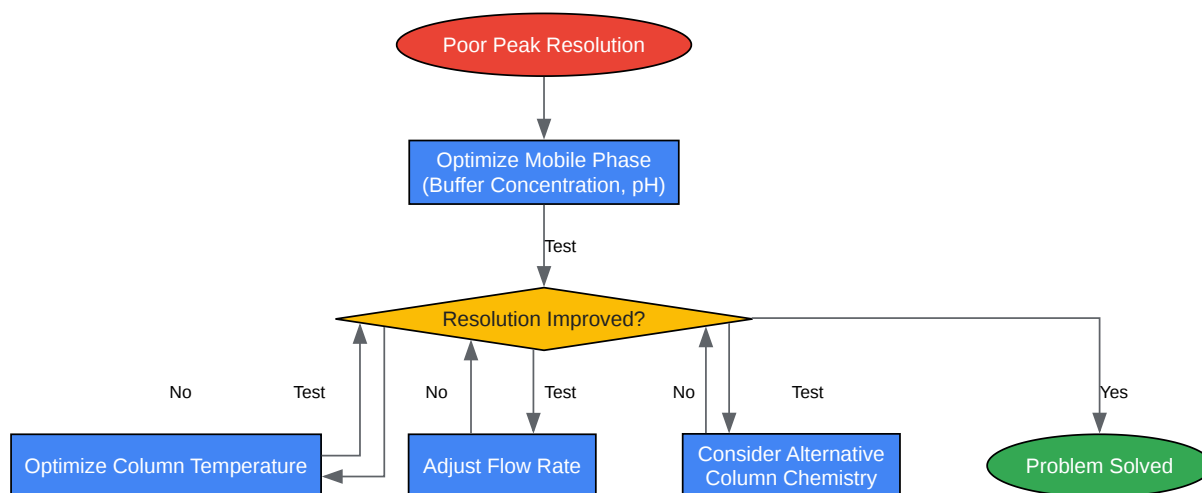 Poor Peak Resolution
Optimize Mobile Phase
(Buffer Concentration, pH)
Test
Resolution Improved?
No
Test
No
Test
No
Test
Yes
Optimize Column Temperature
Adjust Flow Rate
Consider Alternative
Column Chemistry
Problem Solved